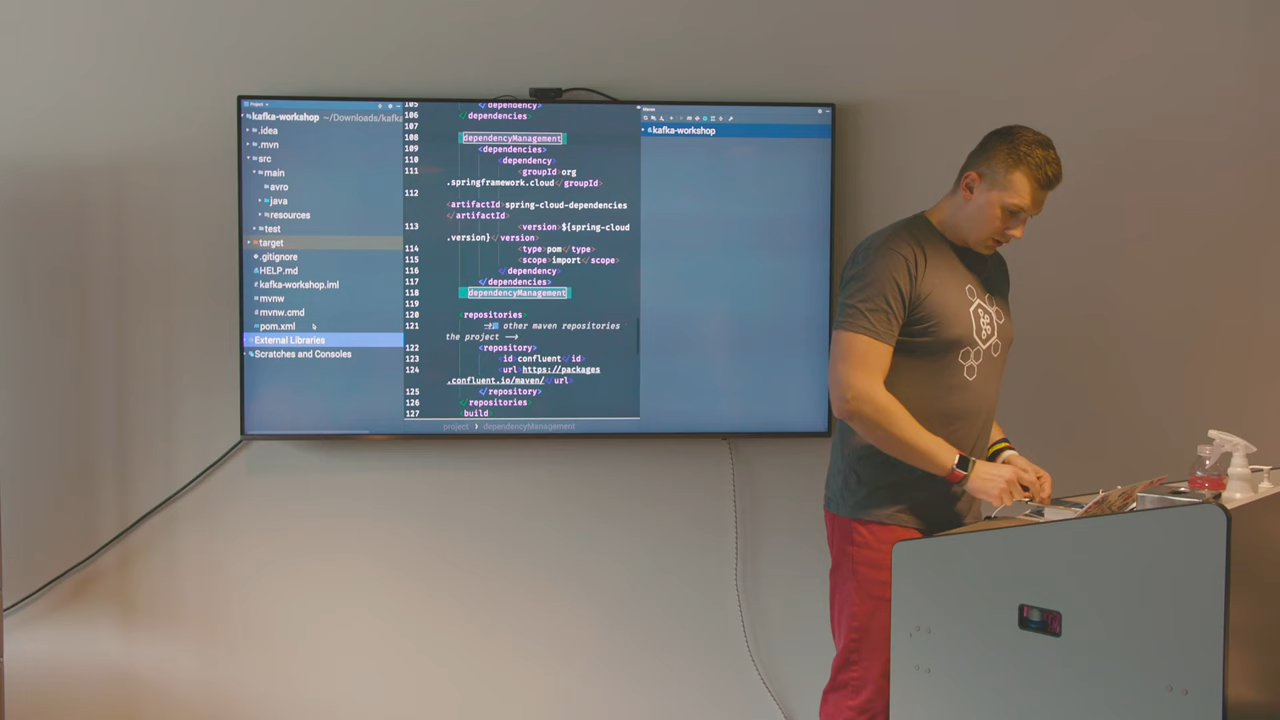 Project
kafka-workshop ~/Downloads/kafka
.idea
.mvn
src
main
avro
java
resources
test
target
.gitignore
HELP.md
kafka-workshop.iml
mvnw
mvnw.cmd
pom.xml
External Libraries
Scratches and Consoles
105 </dependency>
106 </dependencies>
107
108 dependencyManagement
109 <dependencies>
110 <dependency>
111 <groupId>org
.springframework.cloud</groupId>
112
<artifactId>spring-cloud-dependencies
</artifactId>
113 <version>${spring-cloud
.version}</version>
114 <type>pom</type>
115 <scope>import</scope>
116 </dependency>
117 </dependencies>
118 dependencyManagement
119
120 <repositories>
121 other maven repositories
the project -->
122 <repository>
123 <id>confluent</id>
124 <url>https://packages
.confluent.io/maven/</url>
125 </repository>
126 </repositories>
127 <build>
project > dependencyManagement
Maven
kafka-workshop